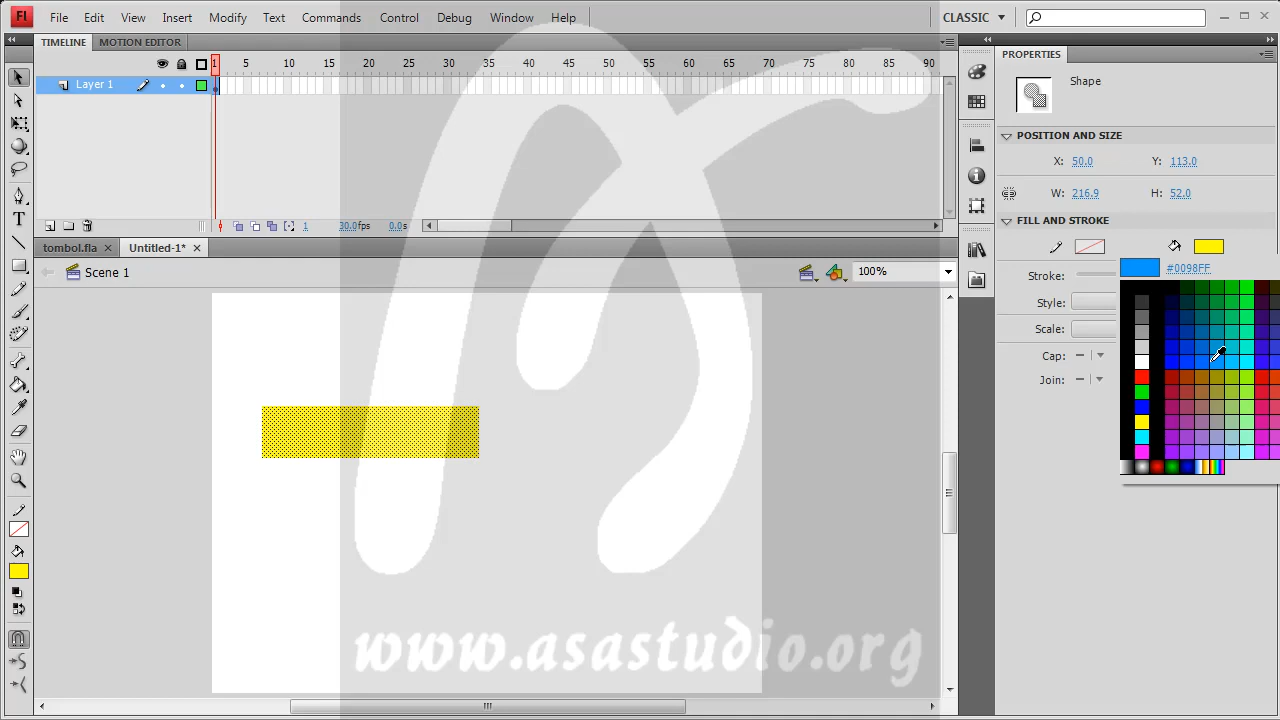 Fl File Edit View Insert Modify Text Commands Control Debug Window Help CLASSIC
TIMELINE MOTION EDITOR
1 5 10 15 20 25 30 35 40 45 50 55 60 65 70 75 80 85 90
Layer 1
1 30.0fps 0.0s
tombol.fla Untitled-1*
Scene 1 100%
PROPERTIES
Shape
POSITION AND SIZE
X: 50.0 Y: 113.0
W: 216.9 H: 52.0
FILL AND STROKE
#0098FF
Stroke:
Style:
Scale:
Cap:
Join:
T
www.asastudio.org